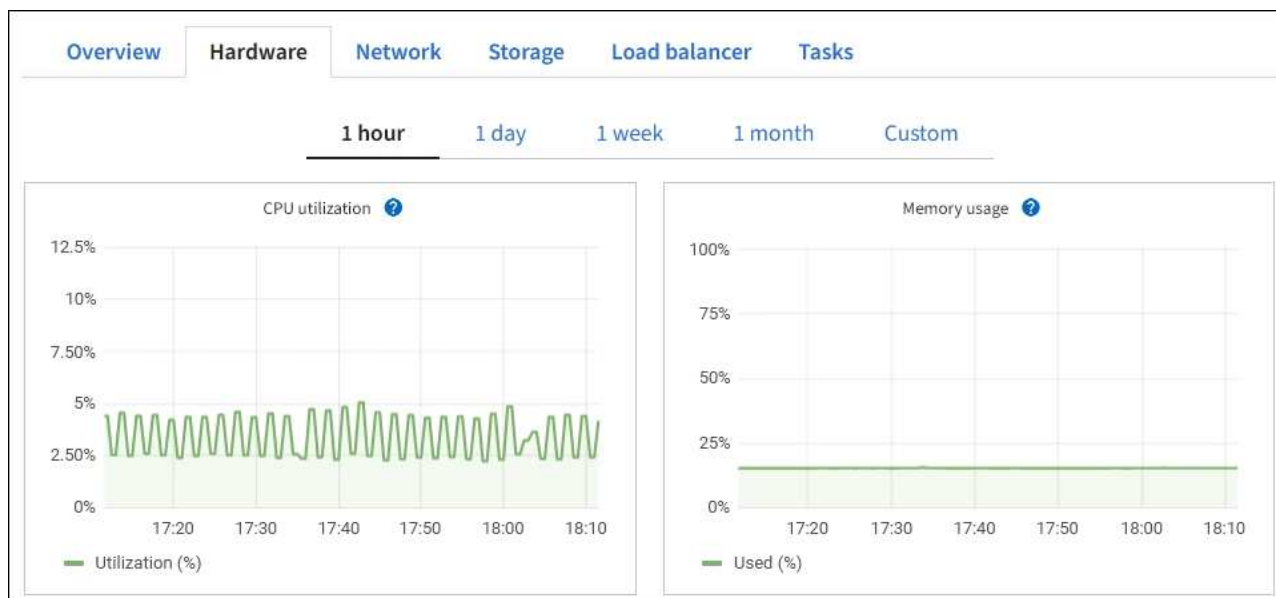 Overview Hardware Network Storage Load balancer Tasks
1 hour 1 day 1 week 1 month Custom
CPU utilization ?
12.5%
10%
7.50%
5%
2.50%
0%
17:20 17:30 17:40 17:50 18:00 18:10
Utilization (%)
Memory usage ?
100%
75%
50%
25%
0%
17:20 17:30 17:40 17:50 18:00 18:10
Used (%)